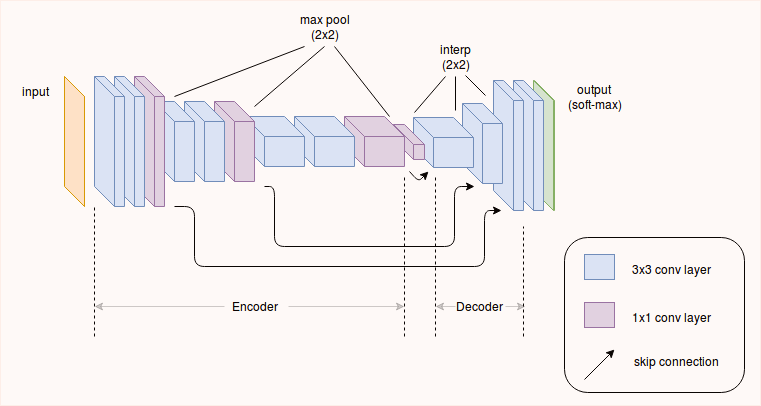 max pool
(2x2)
interp
(2x2)
input
output
(soft-max)
Encoder
Decoder
3x3 conv layer
1x1 conv layer
skip connection